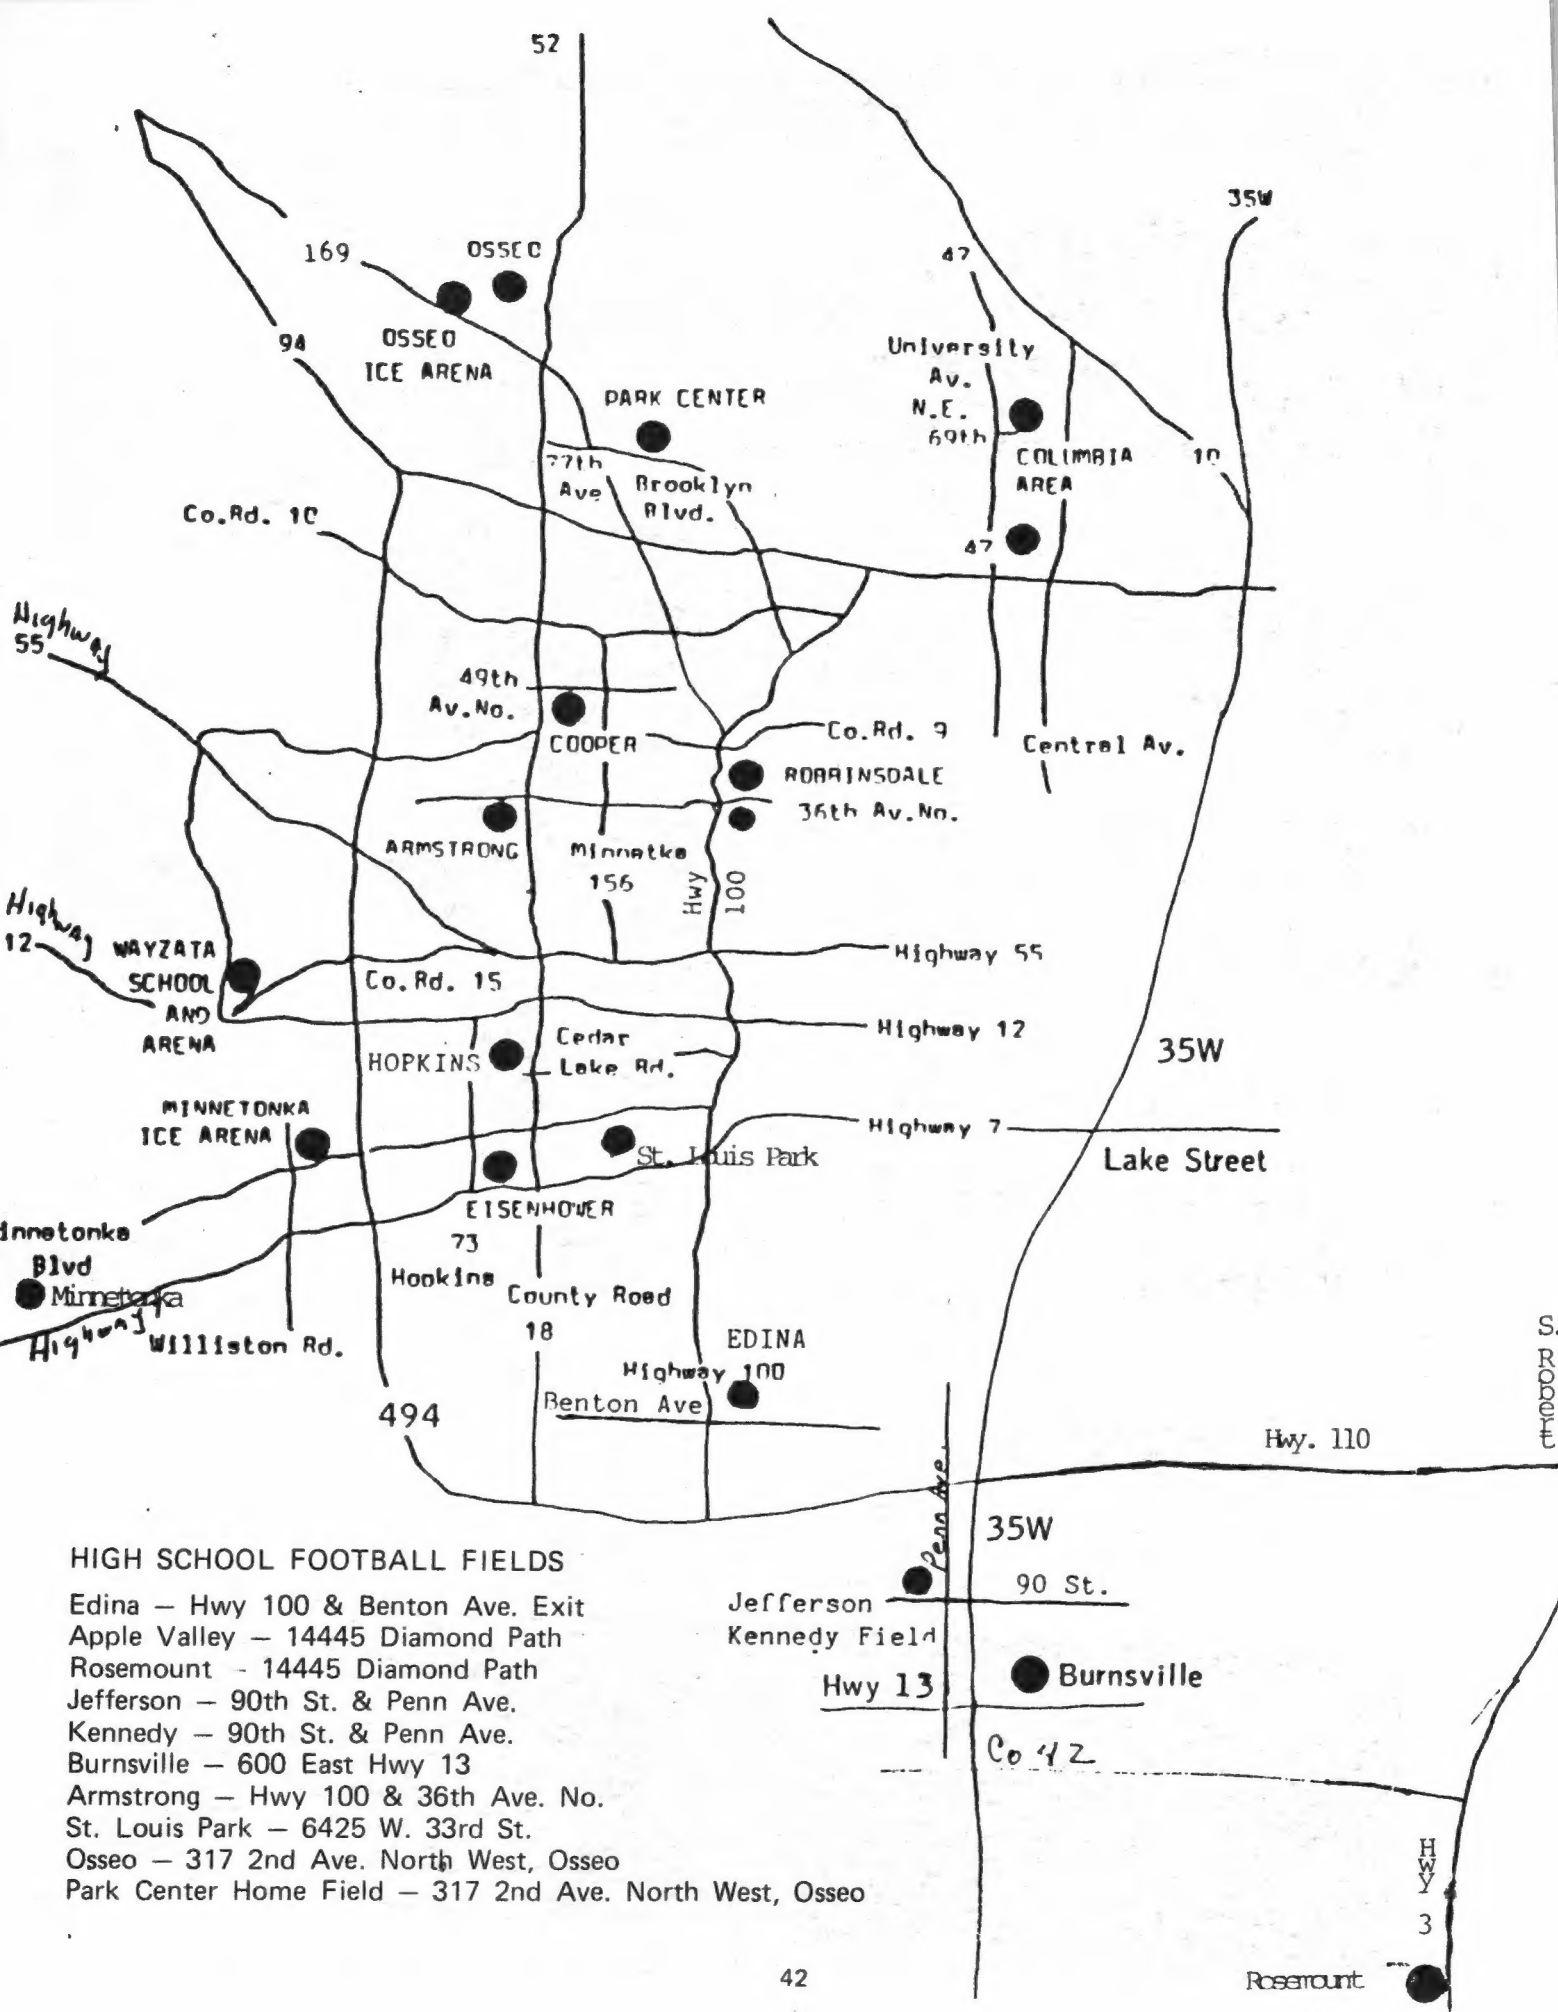 52
35W
169
OSSEO
47
94
OSSEO
ICE ARENA
University
Av.
N.E.
69th
PARK CENTER
COLUMBIA
AREA
10
77th
Ave
Brooklyn
Blvd.
Co.Rd. 10
47
Highway
55
49th
Av.No.
COOPER
Co.Rd. 9
Central Av.
ROBBINSDALE
36th Av.No.
ARMSTRONG
Minnetka
156
Hwy
100
Highway
12
WAYZATA
SCHOOL
AND
ARENA
Co.Rd. 15
Highway 55
Highway 12
HOPKINS
Cedar
Lake Rd.
35W
MINNETONKA
ICE ARENA
Highway 7
Lake Street
St. Louis Park
EISENHOWER
innetonka
Blvd
73
Hopkins
Minnetonka
Highway
Williston Rd.
County Road
18
EDINA
Highway 100
Benton Ave
S.
Robert
494
Hwy. 110
Penn Ave.
35W
90 St.
Jefferson
Kennedy Field
Hwy 13
Burnsville
Co 42
HIGH SCHOOL FOOTBALL FIELDS
Edina — Hwy 100 & Benton Ave. Exit
Apple Valley — 14445 Diamond Path
Rosemount - 14445 Diamond Path
Jefferson — 90th St. & Penn Ave.
Kennedy — 90th St. & Penn Ave.
Burnsville — 600 East Hwy 13
Armstrong — Hwy 100 & 36th Ave. No.
St. Louis Park — 6425 W. 33rd St.
Osseo — 317 2nd Ave. North West, Osseo
Park Center Home Field — 317 2nd Ave. North West, Osseo
HWY
3
Rosemount
42